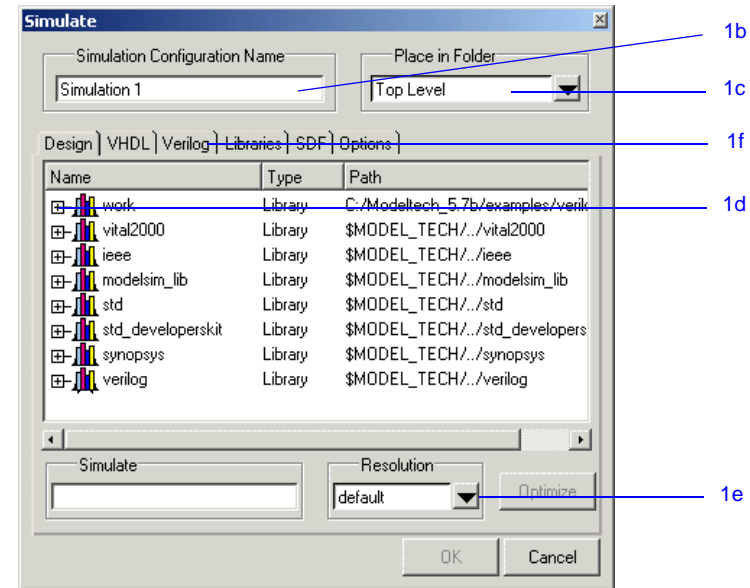 Simulate
Simulation Configuration Name
Place in Folder
1b
Simulation 1
Top Level
1c
Design VHDL Verilog Libraries SDF Options
1f
Name Type Path
work Library C:/Modeltech_5.7b/examples/verilo
1d
vital2000 Library $MODEL_TECH/../vital2000
ieee Library $MODEL_TECH/../ieee
modelsim_lib Library $MODEL_TECH/../modelsim_lib
std Library $MODEL_TECH/../std
std_developerskit Library $MODEL_TECH/../std_developers
synopsys Library $MODEL_TECH/../synopsys
verilog Library $MODEL_TECH/../verilog
Simulate
Resolution
default
Optimize
1e
OK Cancel